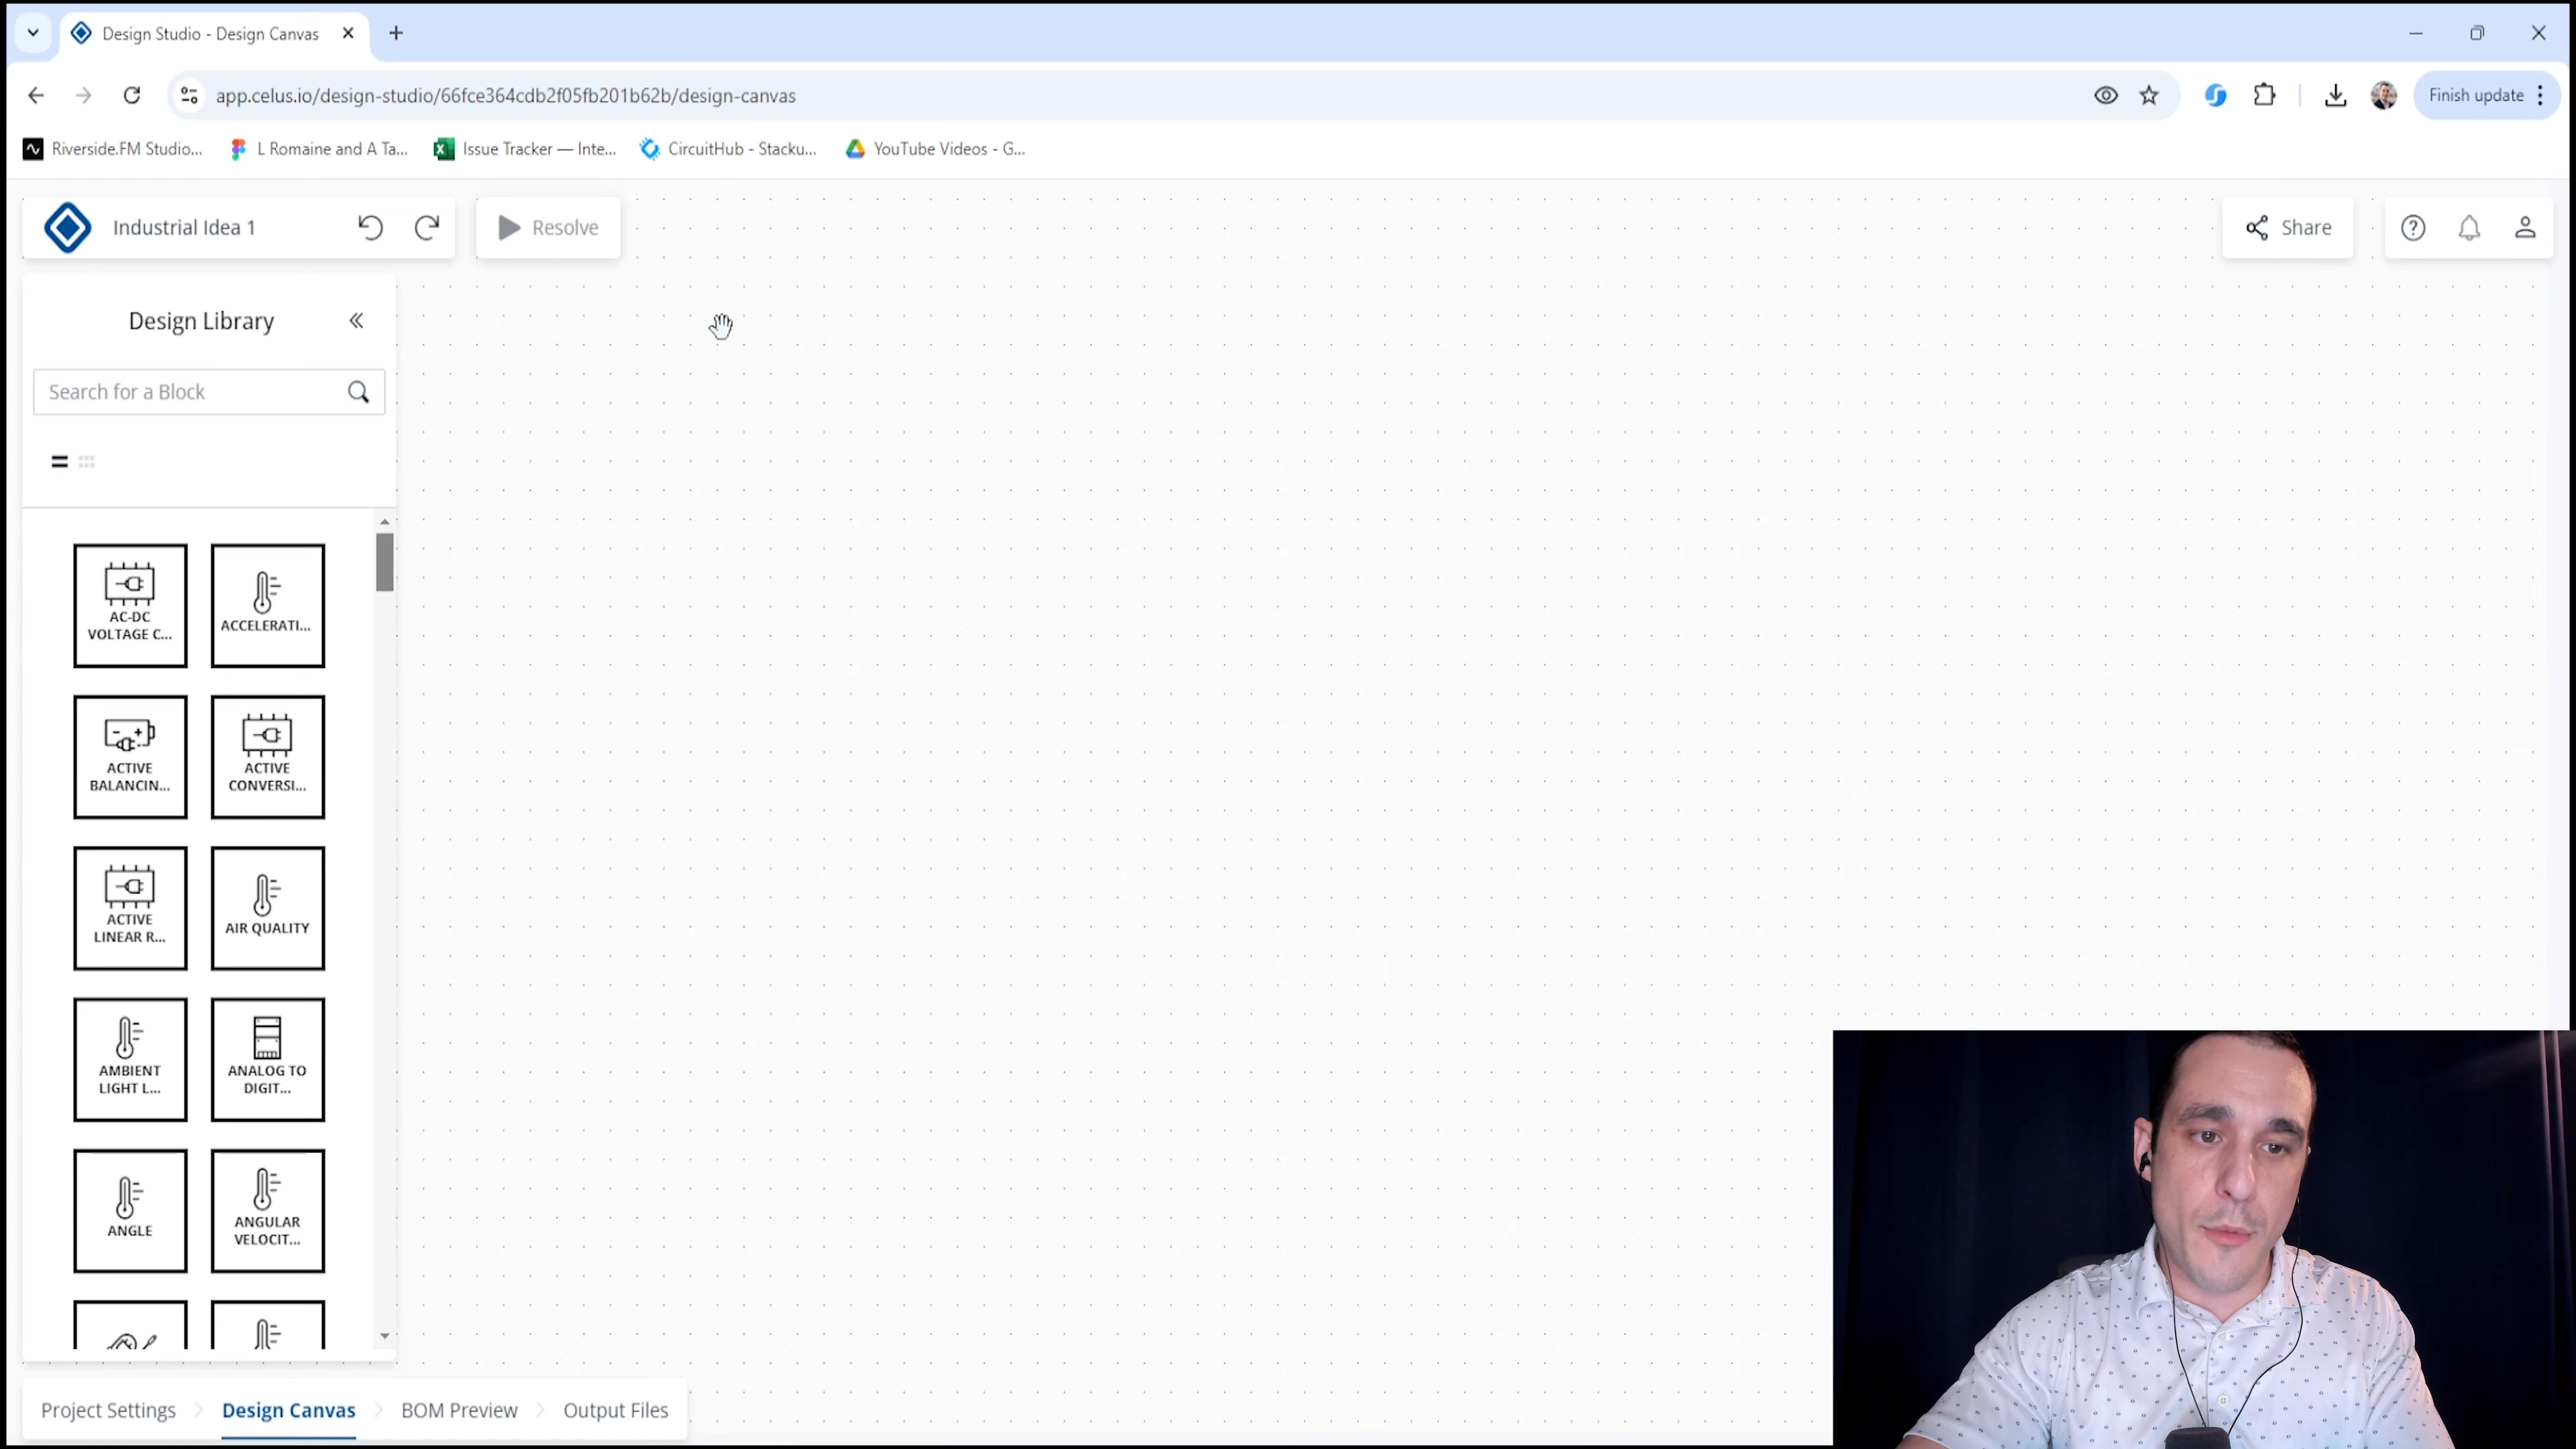 Design Studio - Design Canvas
app.celus.io/design-studio/66fce364cdb2f05fb201b62b/design-canvas
Finish update
Riverside.FM Studio...
L Romaine and A Ta...
Issue Tracker — Inte...
CircuitHub - Stacku...
YouTube Videos - G...
Industrial Idea 1
Resolve
Share
Design Library
Search for a Block
AC-DC
VOLTAGE C...
ACCELERATI...
ACTIVE
BALANCIN...
ACTIVE
CONVERSI...
ACTIVE
LINEAR R...
AIR QUALITY
AMBIENT
LIGHT L...
ANALOG TO
DIGIT...
ANGLE
ANGULAR
VELOCIT...
Project Settings
Design Canvas
BOM Preview
Output Files